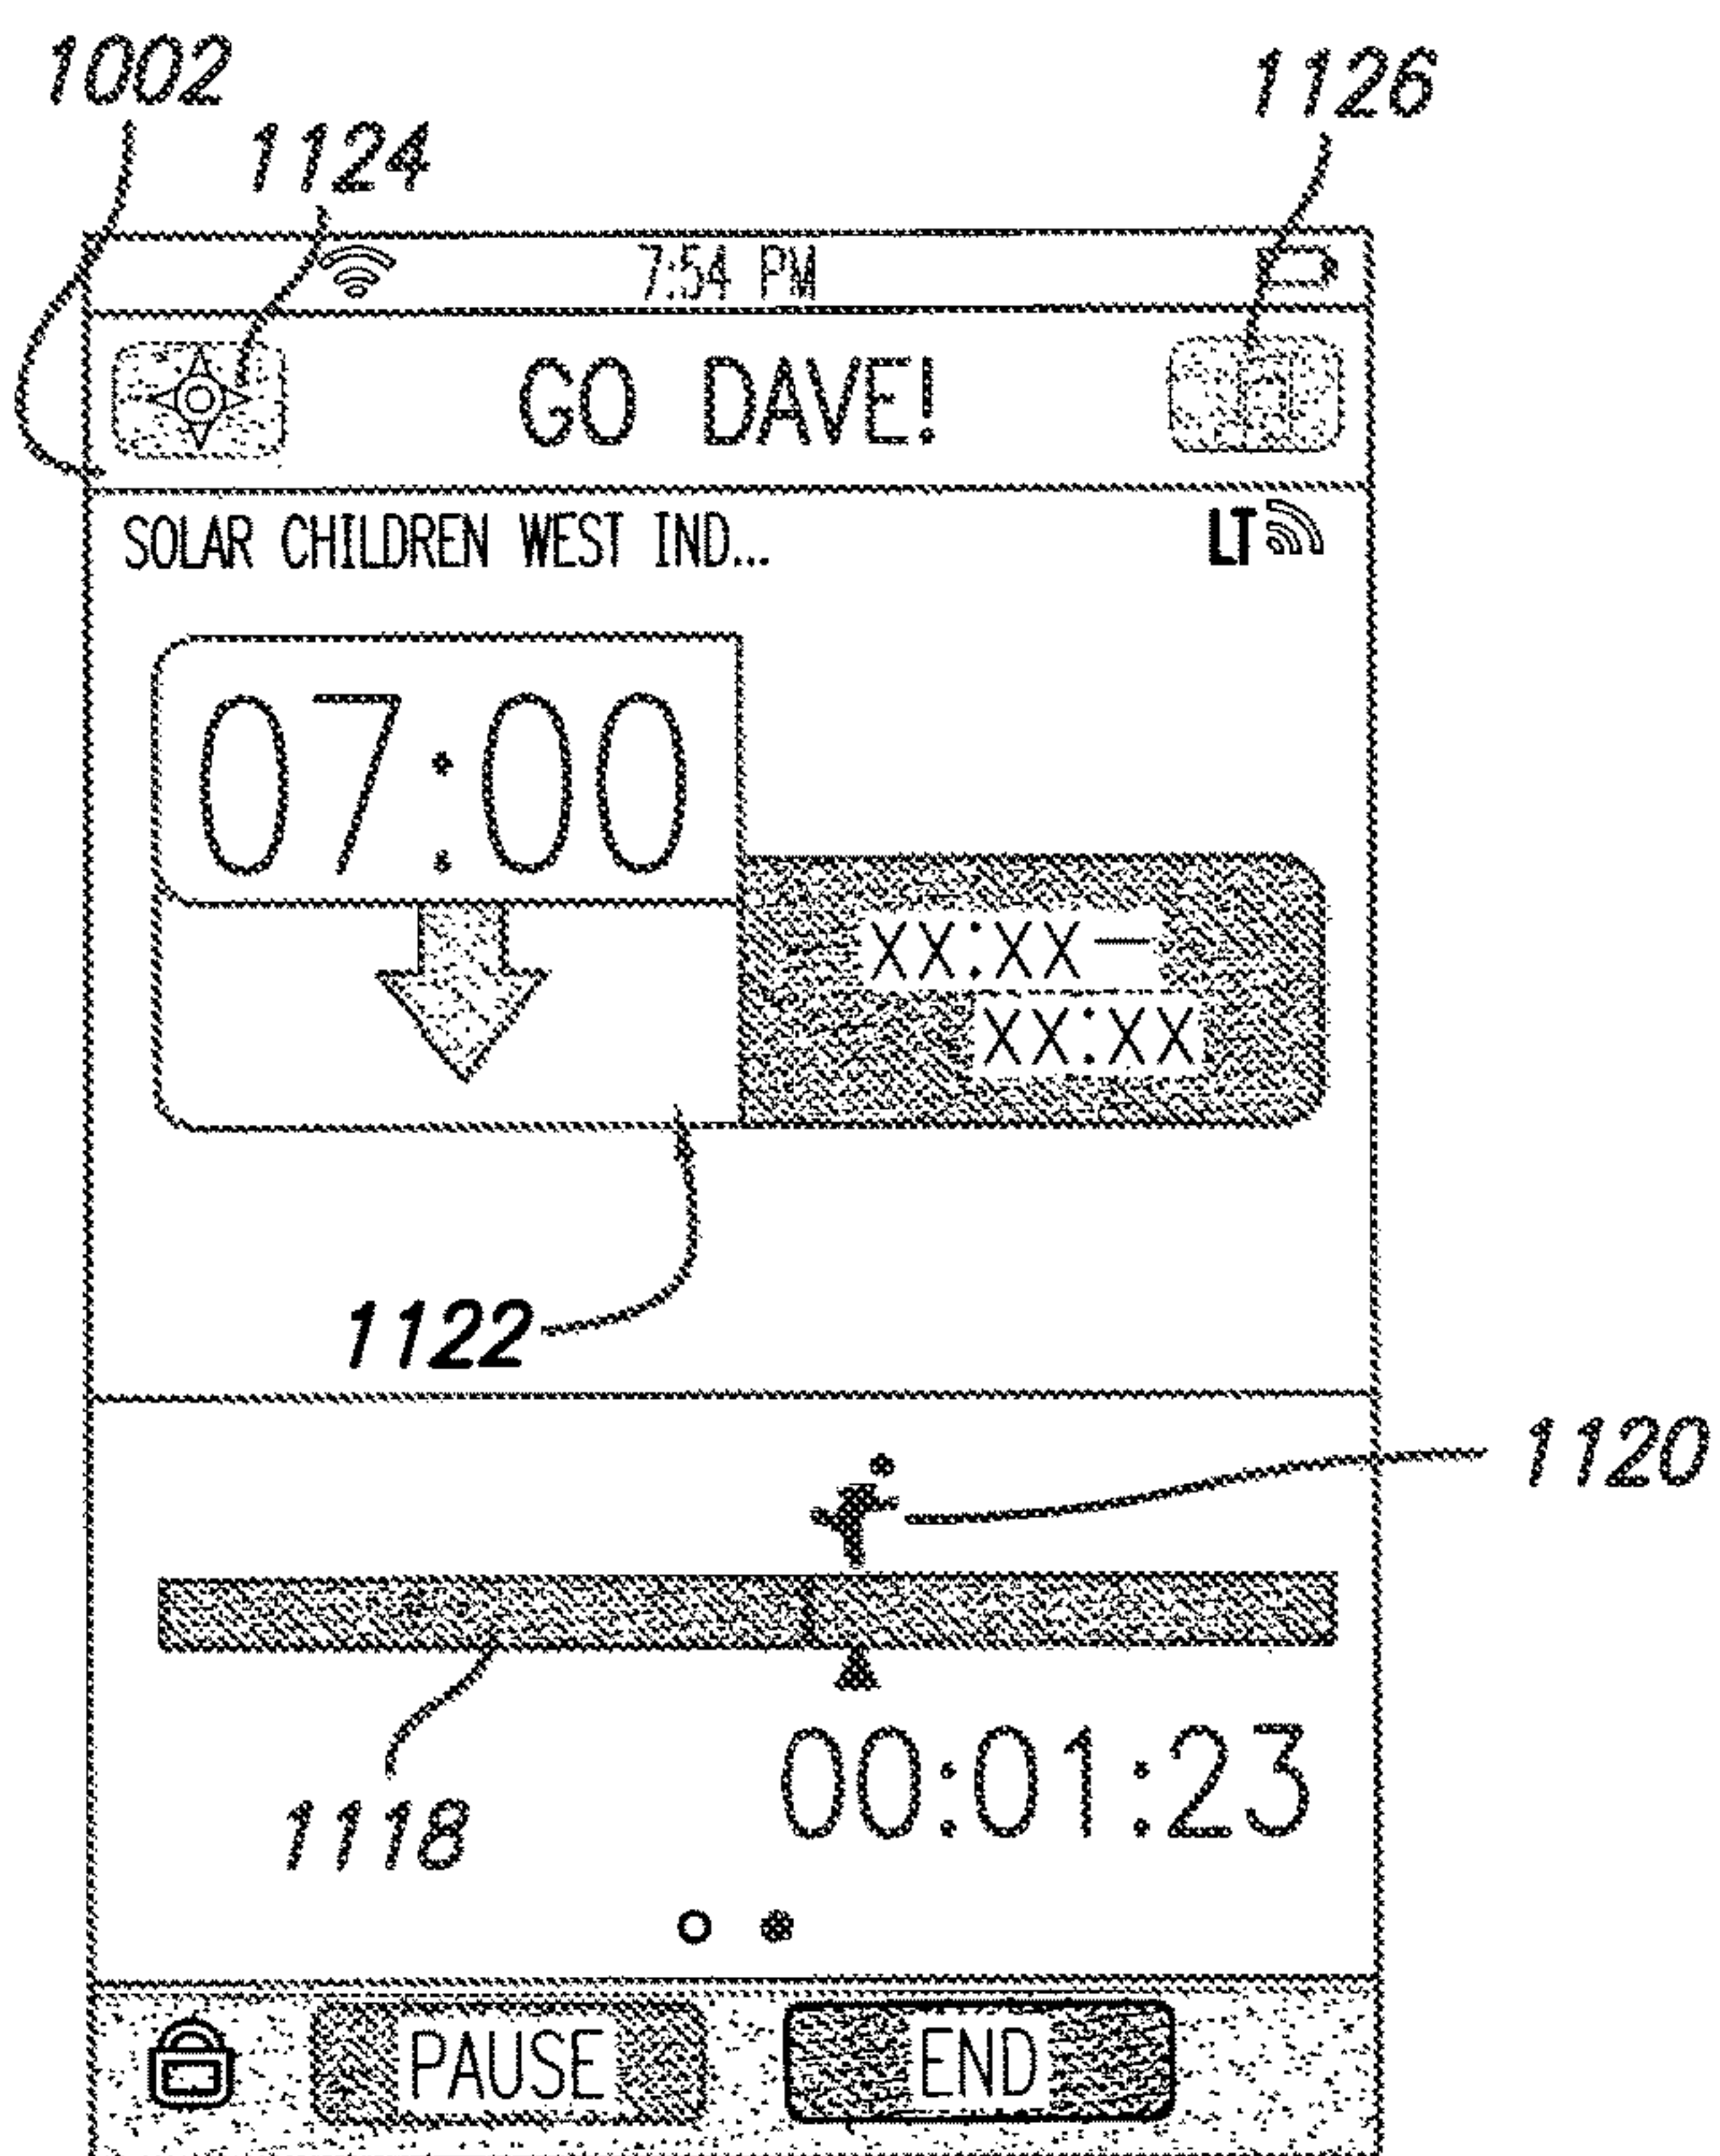 1002
1124
1126
7:54 PM
GO DAVE!
SOLAR CHILDREN WEST IND...
LT
07:00
XX:XX—
XX:XX
1122
1120
1118
00:01:23
PAUSE
END